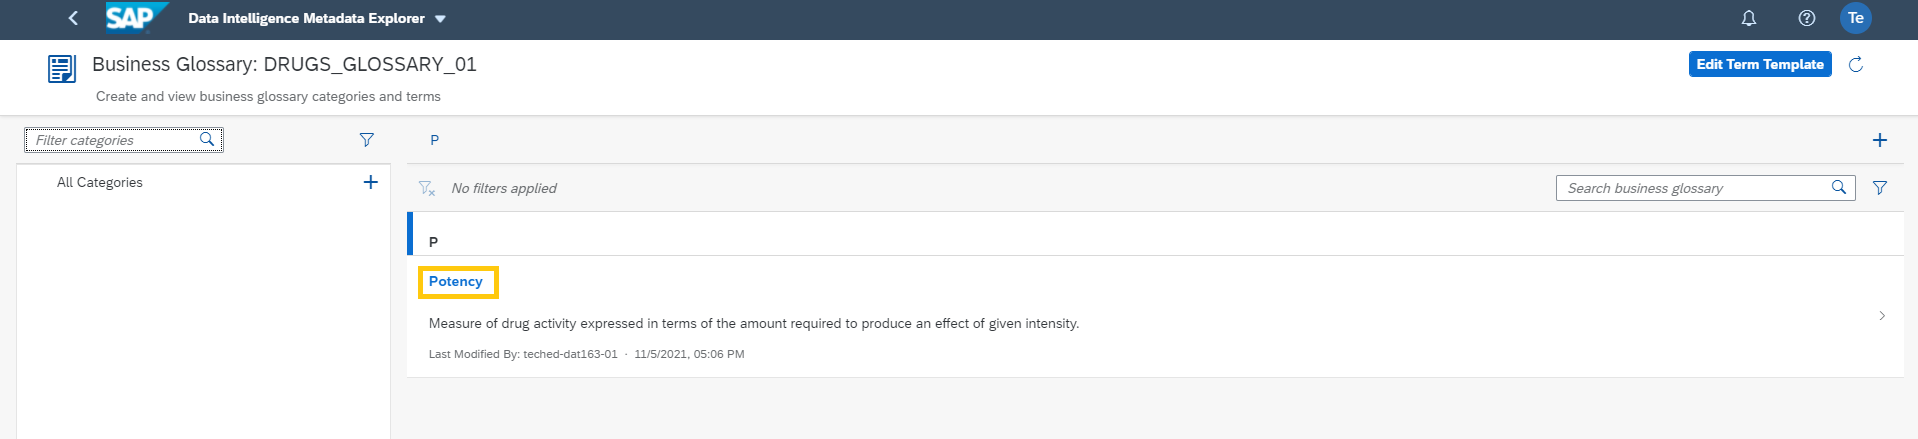 SAP Data Intelligence Metadata Explorer Te
Business Glossary: DRUGS_GLOSSARY_01 Edit Term Template
Create and view business glossary categories and terms
Filter categories P
All Categories No filters applied Search business glossary
P
Potency
Measure of drug activity expressed in terms of the amount required to produce an effect of given intensity.
Last Modified By: teched-dat163-01 · 11/5/2021, 05:06 PM